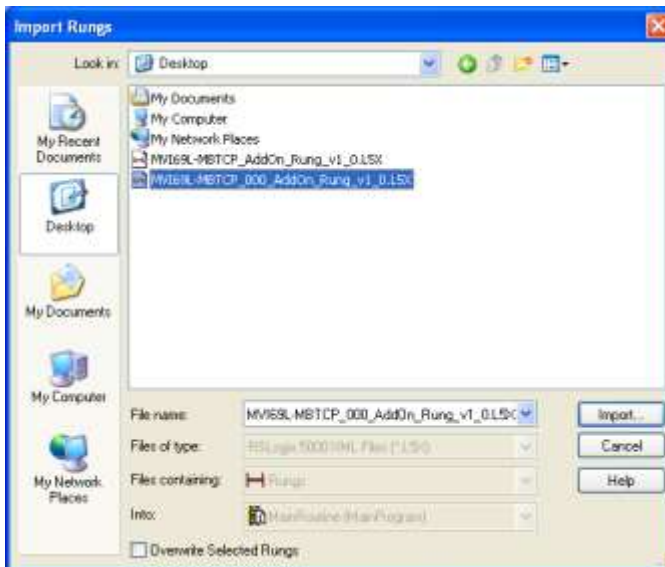 Import Rungs
Look in: Desktop
My Recent Documents
Desktop
My Documents
My Computer
My Network Places
My Documents
My Computer
My Network Places
MVI69L-MBTCP_AddOn_Rung_v1_0.L5X
MVI69L-MBTCP_000_AddOn_Rung_v1_0.L5X
File name: MVI69L-MBTCP_000_AddOn_Rung_v1_0.L5X Import...
Files of type: RSLogix 5000 XML Files (*.L5X) Cancel
Files containing: Rungs Help
Into: MainRoutine (MainProgram)
Overwrite Selected Rungs